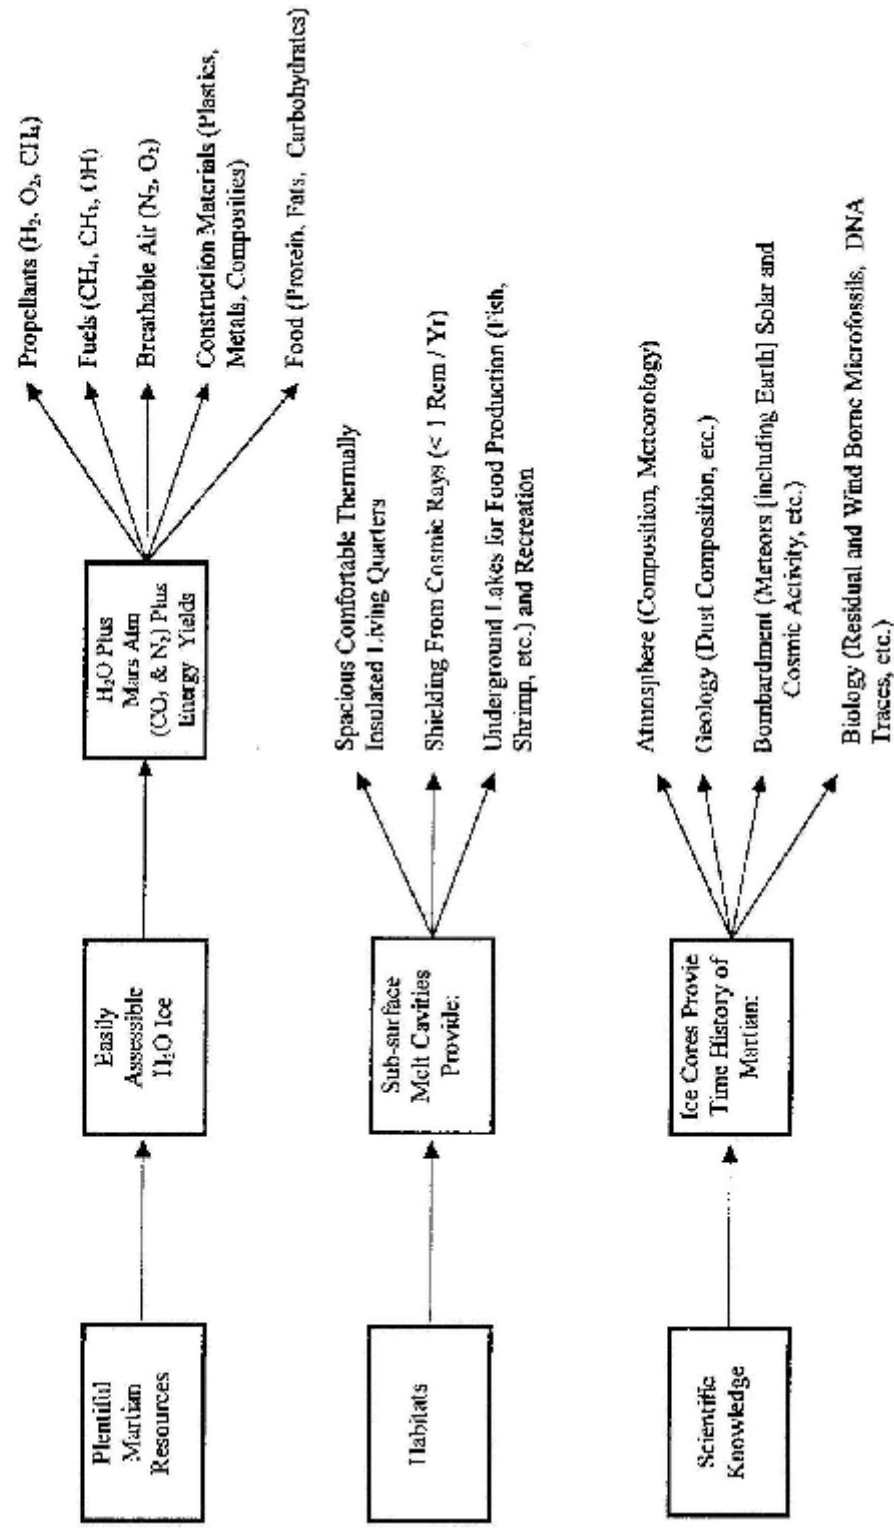 Plentiful
Martian
Resources
Easily
Assessible
H₂O Ice
H₂O Plus
Mars Atm
(CO₂ & N₂) Plus
Energy Yields
Propellants (H₂, O₂, CH₄)
Fuels (CH₄, CH₃, OH)
Breathable Air (N₂, O₂)
Construction Materials (Plastics,
Metals, Composities)
Food (Protein, Fats, Carbohydrates)
Habitats
Sub-surface
Melt Cavities
Provide:
Spacious Comfortable Thermally
Insulated Living Quarters
Shielding From Cosmic Rays (< 1 Rem / Yr)
Underground Lakes for Food Production (Fish,
Shrimp, etc.) and Recreation
Scientific
Knowledge
Ice Cores Provie
Time History of
Martian:
Atmosphere (Composition, Meteorology)
Geology (Dust Composition, etc.)
Bombardment (Meteors [including Earth] Solar and
Cosmic Activity, etc.)
Biology (Residual and Wind Borne Microfossils, DNA
Traces, etc.)